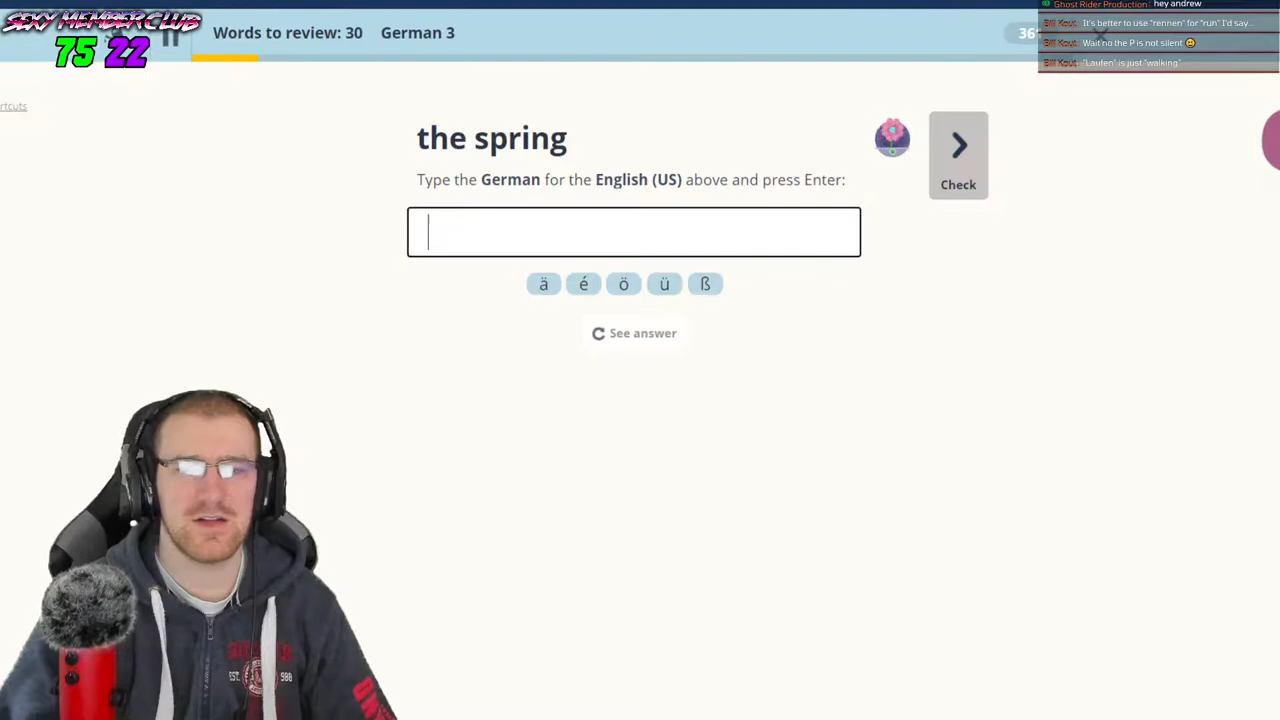 SEXY MEMBER CLUB
75 22
Words to review: 30 German 3
Ghost Rider Production: hey andrew
Bill Kout: It's better to use "rennen" for "run" I'd say...
Bill Kout: Wait no the P is not silent
Bill Kout: "Laufen" is just "walking"
rtcuts
the spring
Type the German for the English (US) above and press Enter:
Check
ä é ö ü ß
See answer
EST. 980